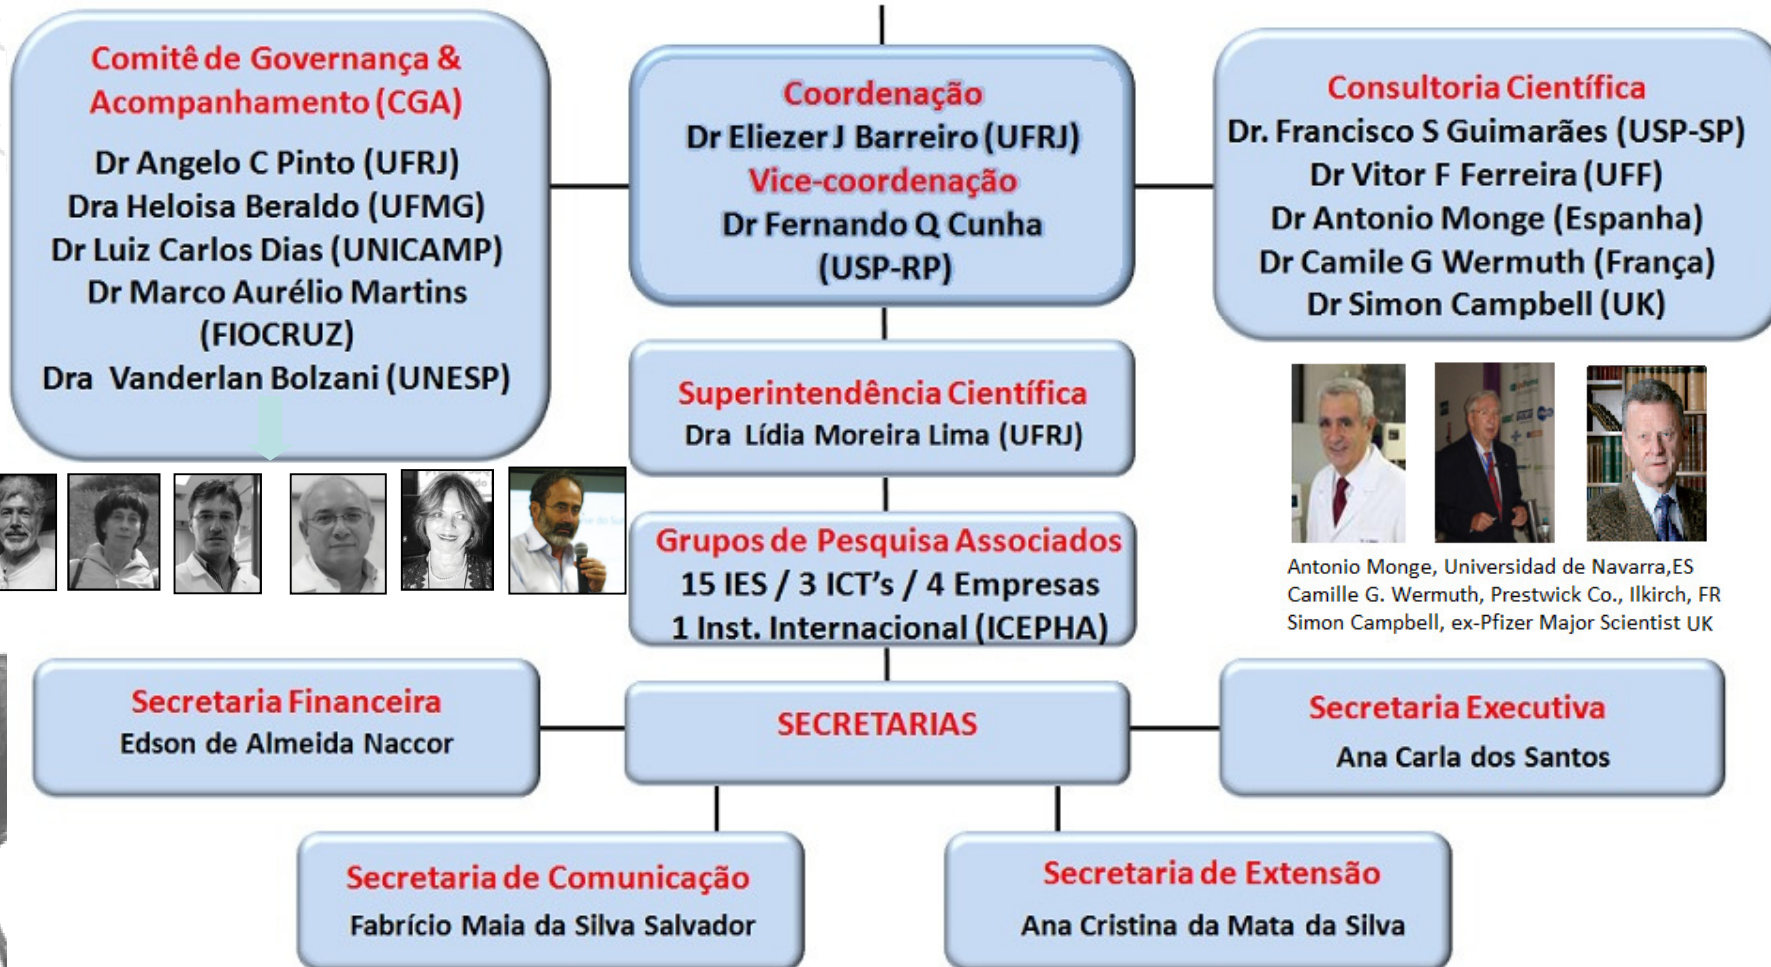 Comitê de Governança &
Acompanhamento (CGA)
Dr Angelo C Pinto (UFRJ)
Dra Heloisa Beraldo (UFMG)
Dr Luiz Carlos Dias (UNICAMP)
Dr Marco Aurélio Martins
(FIOCRUZ)
Dra Vanderlan Bolzani (UNESP)
Coordenação
Dr Eliezer J Barreiro (UFRJ)
Vice-coordenação
Dr Fernando Q Cunha
(USP-RP)
Consultoria Científica
Dr. Francisco S Guimarães (USP-SP)
Dr Vitor F Ferreira (UFF)
Dr Antonio Monge (Espanha)
Dr Camile G Wermuth (França)
Dr Simon Campbell (UK)
Superintendência Científica
Dra Lídia Moreira Lima (UFRJ)
Grupos de Pesquisa Associados
15 IES / 3 ICT's / 4 Empresas
1 Inst. Internacional (ICEPHA)
Antonio Monge, Universidad de Navarra,ES
Camille G. Wermuth, Prestwick Co., Ilkirch, FR
Simon Campbell, ex-Pfizer Major Scientist UK
Secretaria Financeira
Edson de Almeida Naccor
SECRETARIAS
Secretaria Executiva
Ana Carla dos Santos
Secretaria de Comunicação
Fabrício Maia da Silva Salvador
Secretaria de Extensão
Ana Cristina da Mata da Silva